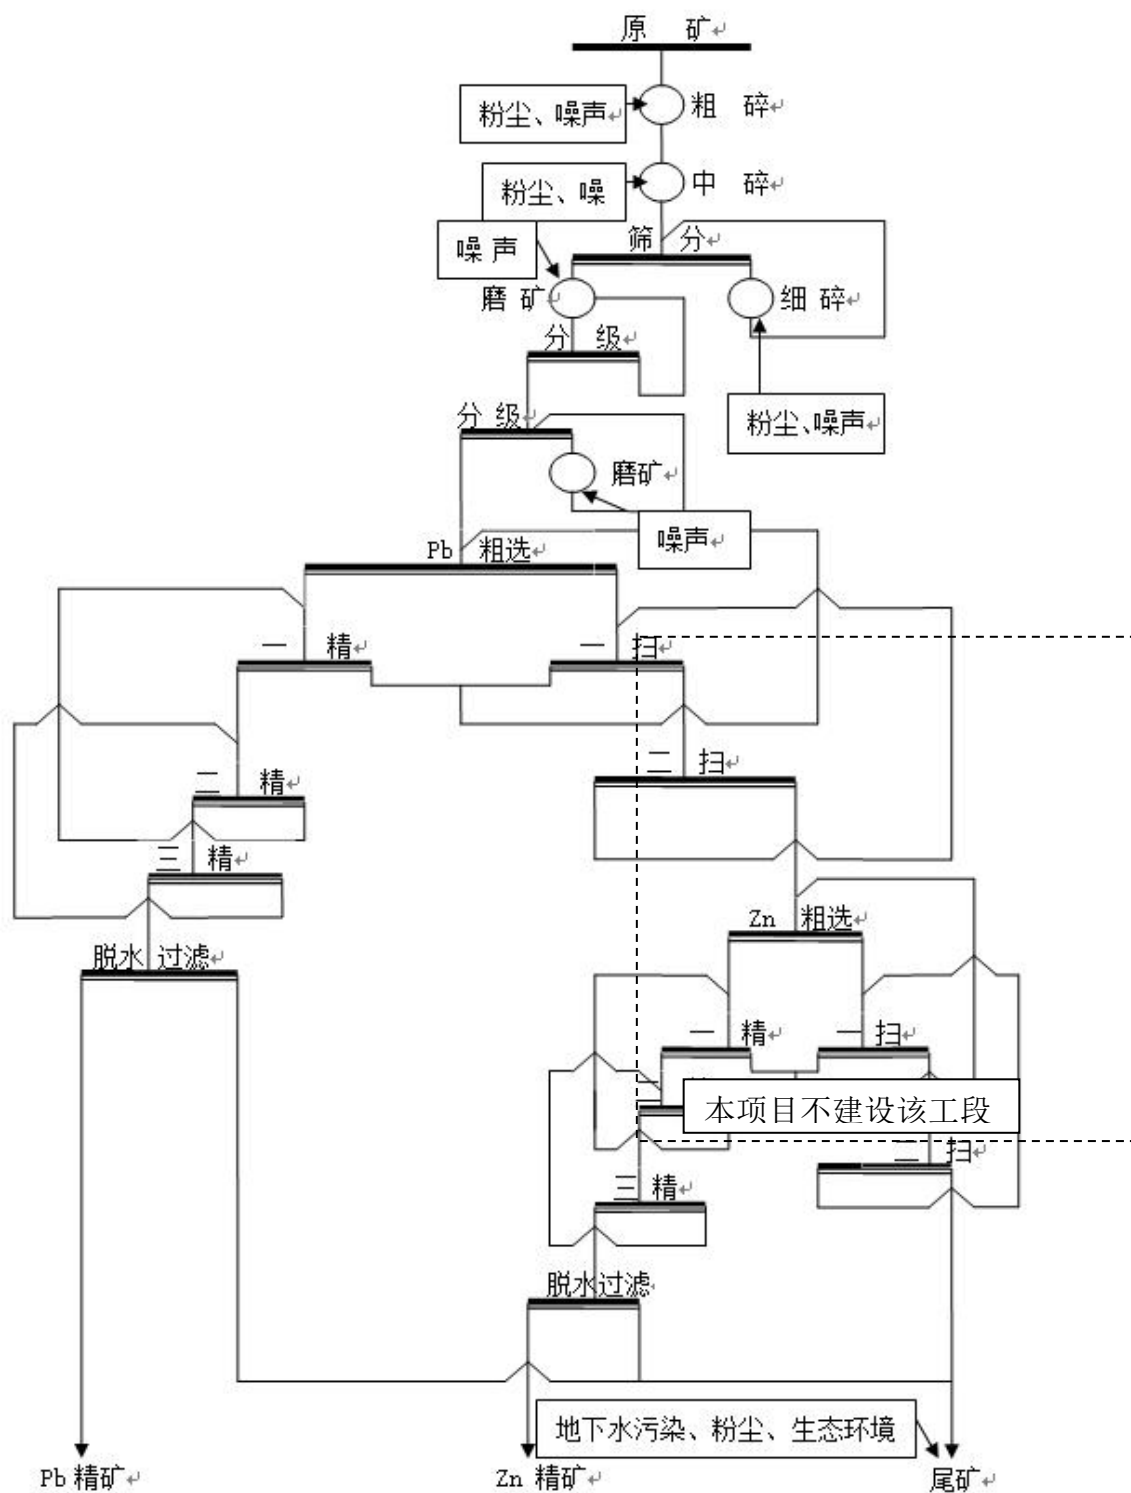 原 矿
粉尘、噪声
粗 碎
粉尘、噪
中 碎
噪 声
筛 分
磨 矿
细 碎
分 级
粉尘、噪声
分 级
磨矿
噪声
Pb 粗选
一 精
一 扫
二 扫
二 精
三 精
Zn 粗选
脱水 过滤
一 精
一 扫
本项目不建设该工段
二 扫
三 精
脱水过滤
地下水污染、粉尘、生态环境
Pb 精矿
Zn 精矿
尾矿